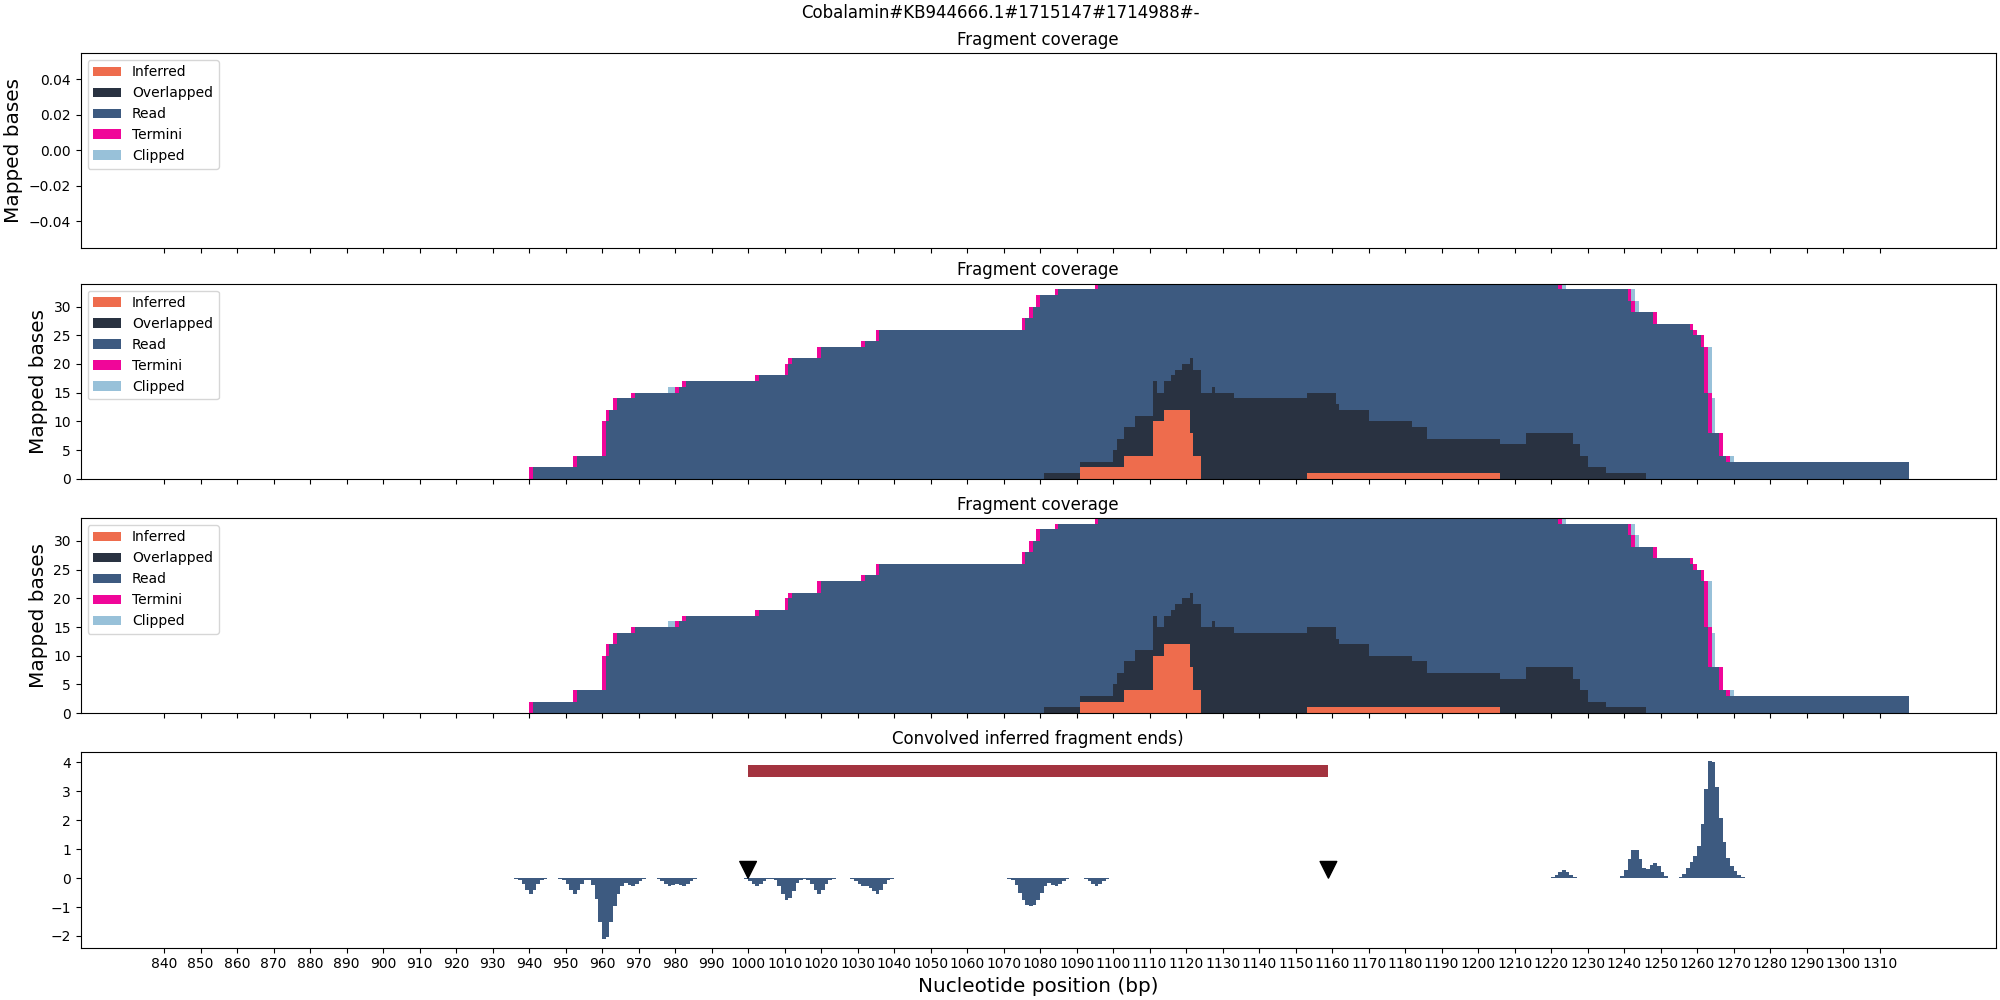 Cobalamin#KB944666.1#1715147#1714988#-
Fragment coverage
Mapped bases
0.04
0.02
0.00
−0.02
−0.04
Inferred
Overlapped
Read
Termini
Clipped
Fragment coverage
Mapped bases
30
25
20
15
10
5
0
Inferred
Overlapped
Read
Termini
Clipped
Fragment coverage
Mapped bases
30
25
20
15
10
5
0
Inferred
Overlapped
Read
Termini
Clipped
Convolved inferred fragment ends)
4
3
2
1
0
−1
−2
840 850 860 870 880 890 900 910 920 930 940 950 960 970 980 990 1000 1010 1020 1030 1040 1050 1060 1070 1080 1090 1100 1110 1120 1130 1140 1150 1160 1170 1180 1190 1200 1210 1220 1230 1240 1250 1260 1270 1280 1290 1300 1310
Nucleotide position (bp)